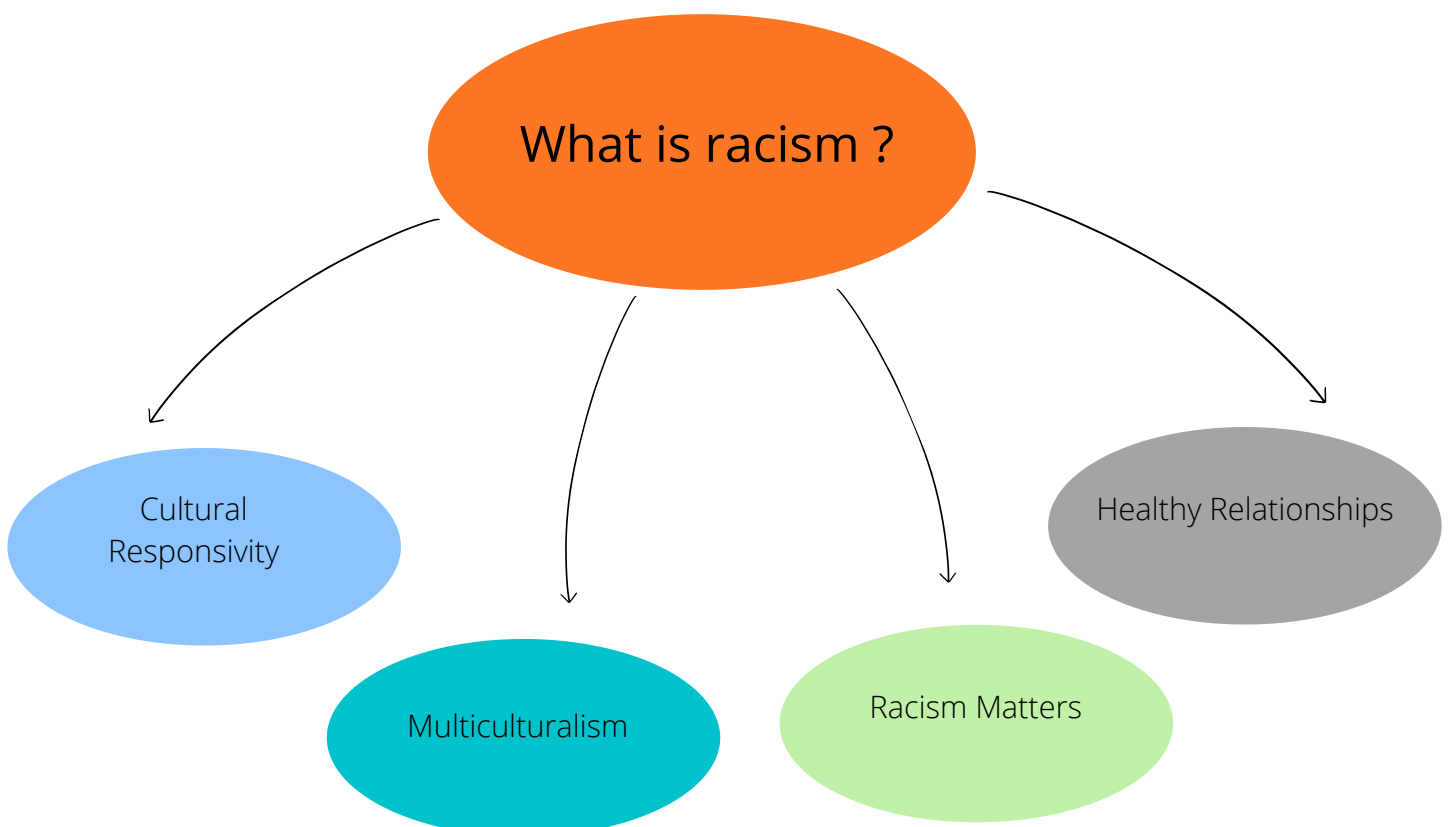 What is racism ?
Cultural
Responsivity
Healthy Relationships
Multiculturalism
Racism Matters